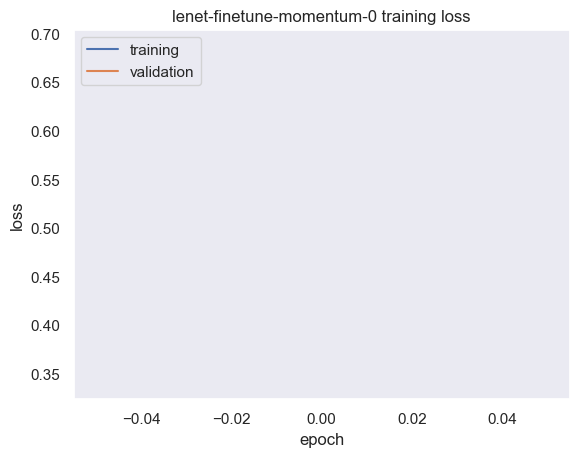 lenet-finetune-momentum-0 training loss
training
validation
0.70
0.65
0.60
0.55
0.50
0.45
0.40
0.35
loss
−0.04
−0.02
0.00
0.02
0.04
epoch